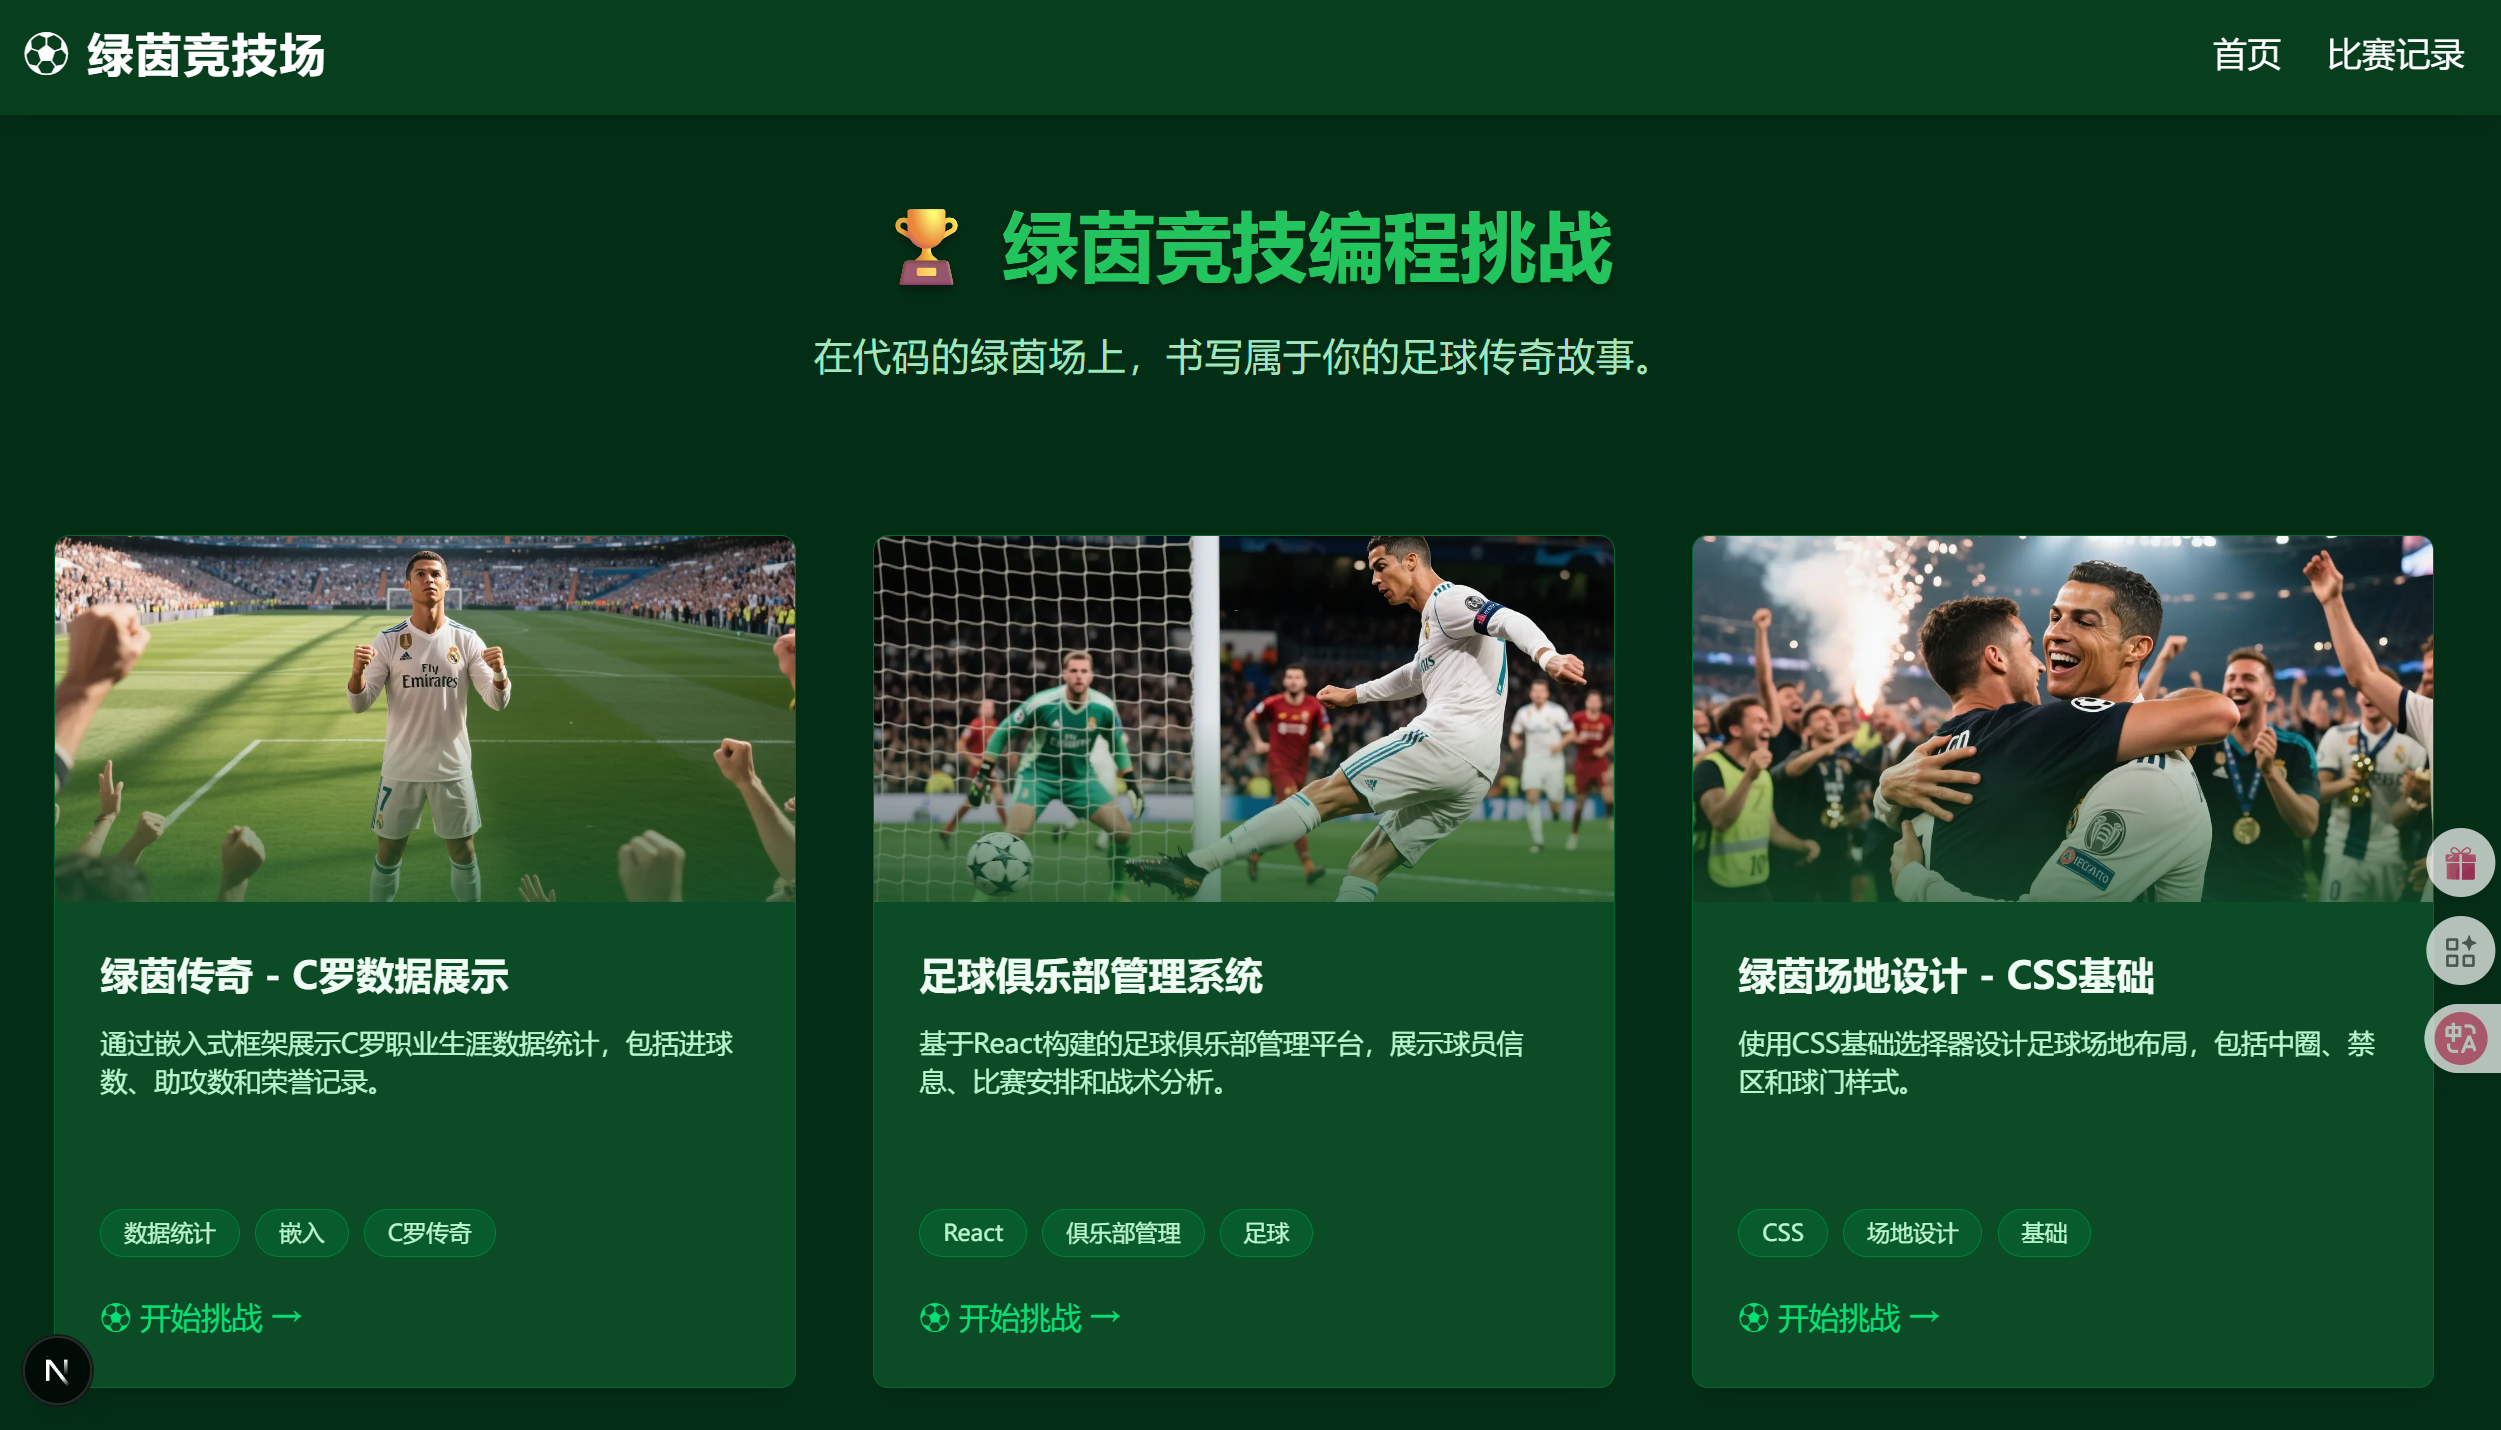 绿茵竞技场
首页 比赛记录
绿茵竞技编程挑战
在代码的绿茵场上，书写属于你的足球传奇故事。
Fly
Emirates
7
绿茵传奇 - C罗数据展示
通过嵌入式框架展示C罗职业生涯数据统计，包括进球
数、助攻数和荣誉记录。
数据统计 嵌入 C罗传奇
开始挑战 →
足球俱乐部管理系统
基于React构建的足球俱乐部管理平台，展示球员信
息、比赛安排和战术分析。
React 俱乐部管理 足球
开始挑战 →
绿茵场地设计 - CSS基础
使用CSS基础选择器设计足球场地布局，包括中圈、禁
区和球门样式。
CSS 场地设计 基础
开始挑战 →
N
中A